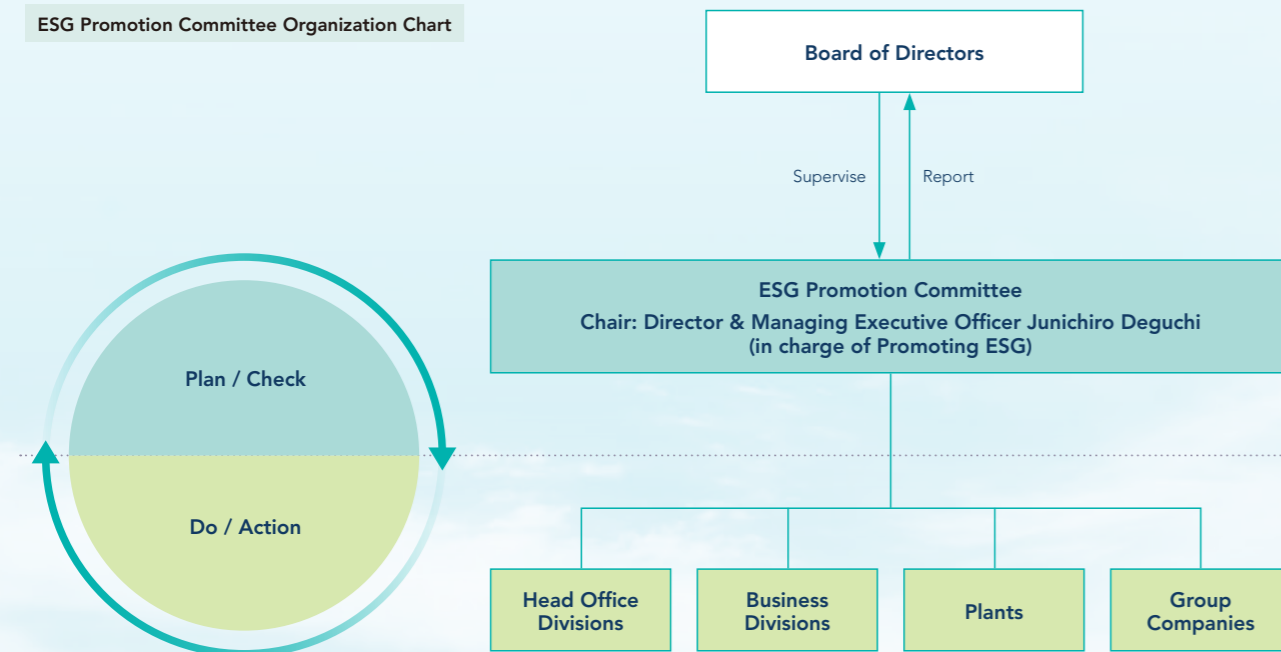 ESG Promotion Committee Organization Chart
Board of Directors
Supervise
Report
ESG Promotion Committee
Chair: Director & Managing Executive Officer Junichiro Deguchi
(in charge of Promoting ESG)
Plan / Check
Do / Action
Head Office
Divisions
Business
Divisions
Plants
Group
Companies